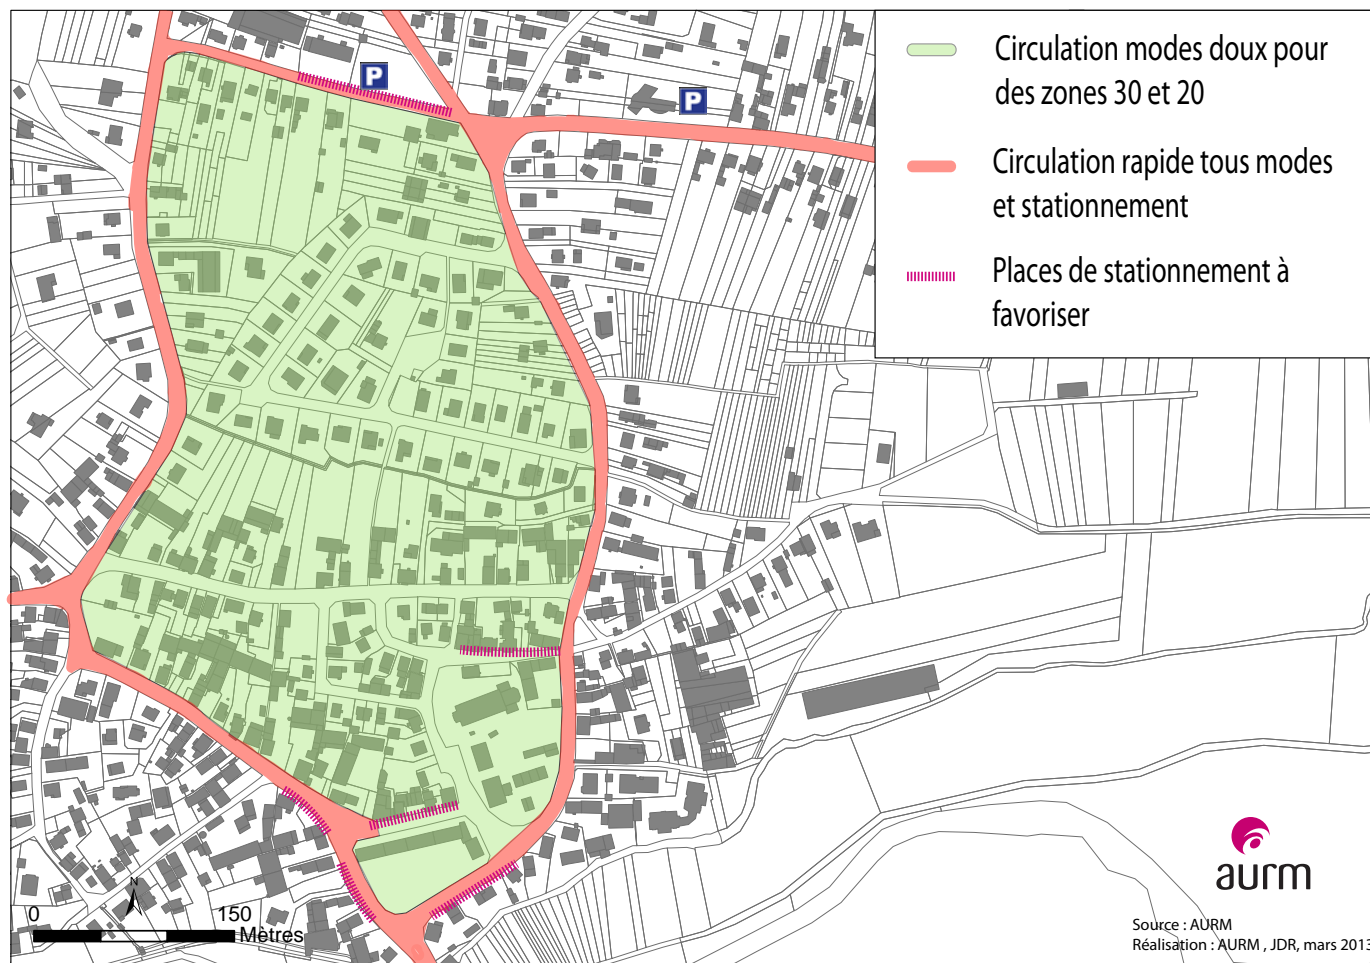 P
P
Circulation modes doux pour
des zones 30 et 20
Circulation rapide tous modes
et stationnement
Places de stationnement à
favoriser
N
0 150
Mètres
aurm
Source : AURM
Réalisation : AURM , JDR, mars 2013